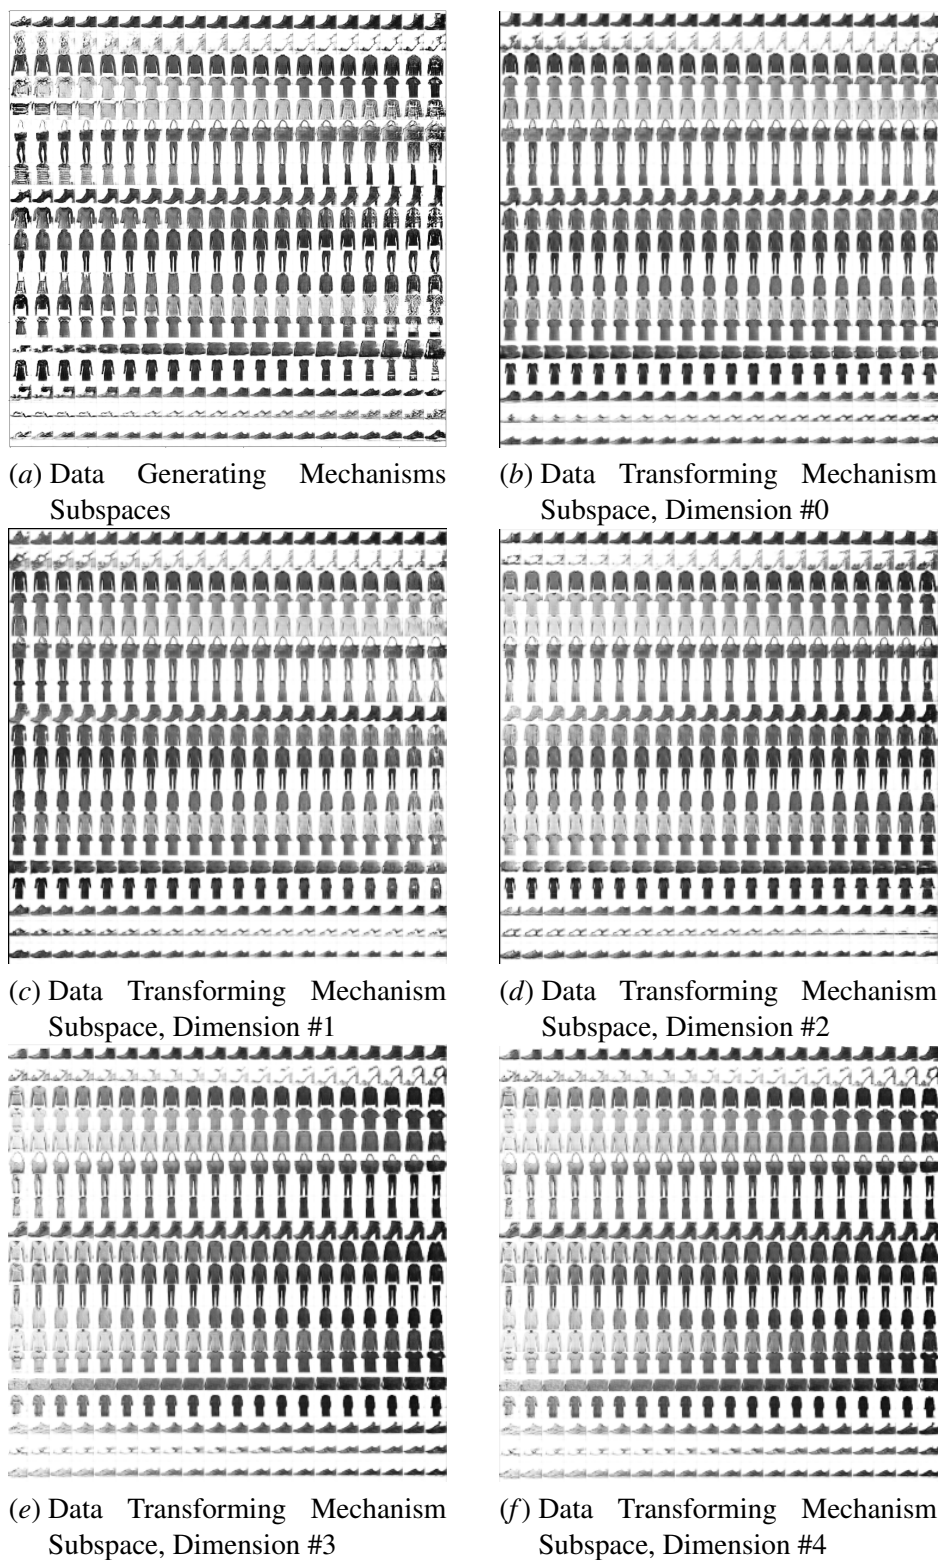 (a) Data Generating Mechanisms
Subspaces
(b) Data Transforming Mechanism
Subspace, Dimension #0
(c) Data Transforming Mechanism
Subspace, Dimension #1
(d) Data Transforming Mechanism
Subspace, Dimension #2
(e) Data Transforming Mechanism
Subspace, Dimension #3
(f) Data Transforming Mechanism
Subspace, Dimension #4